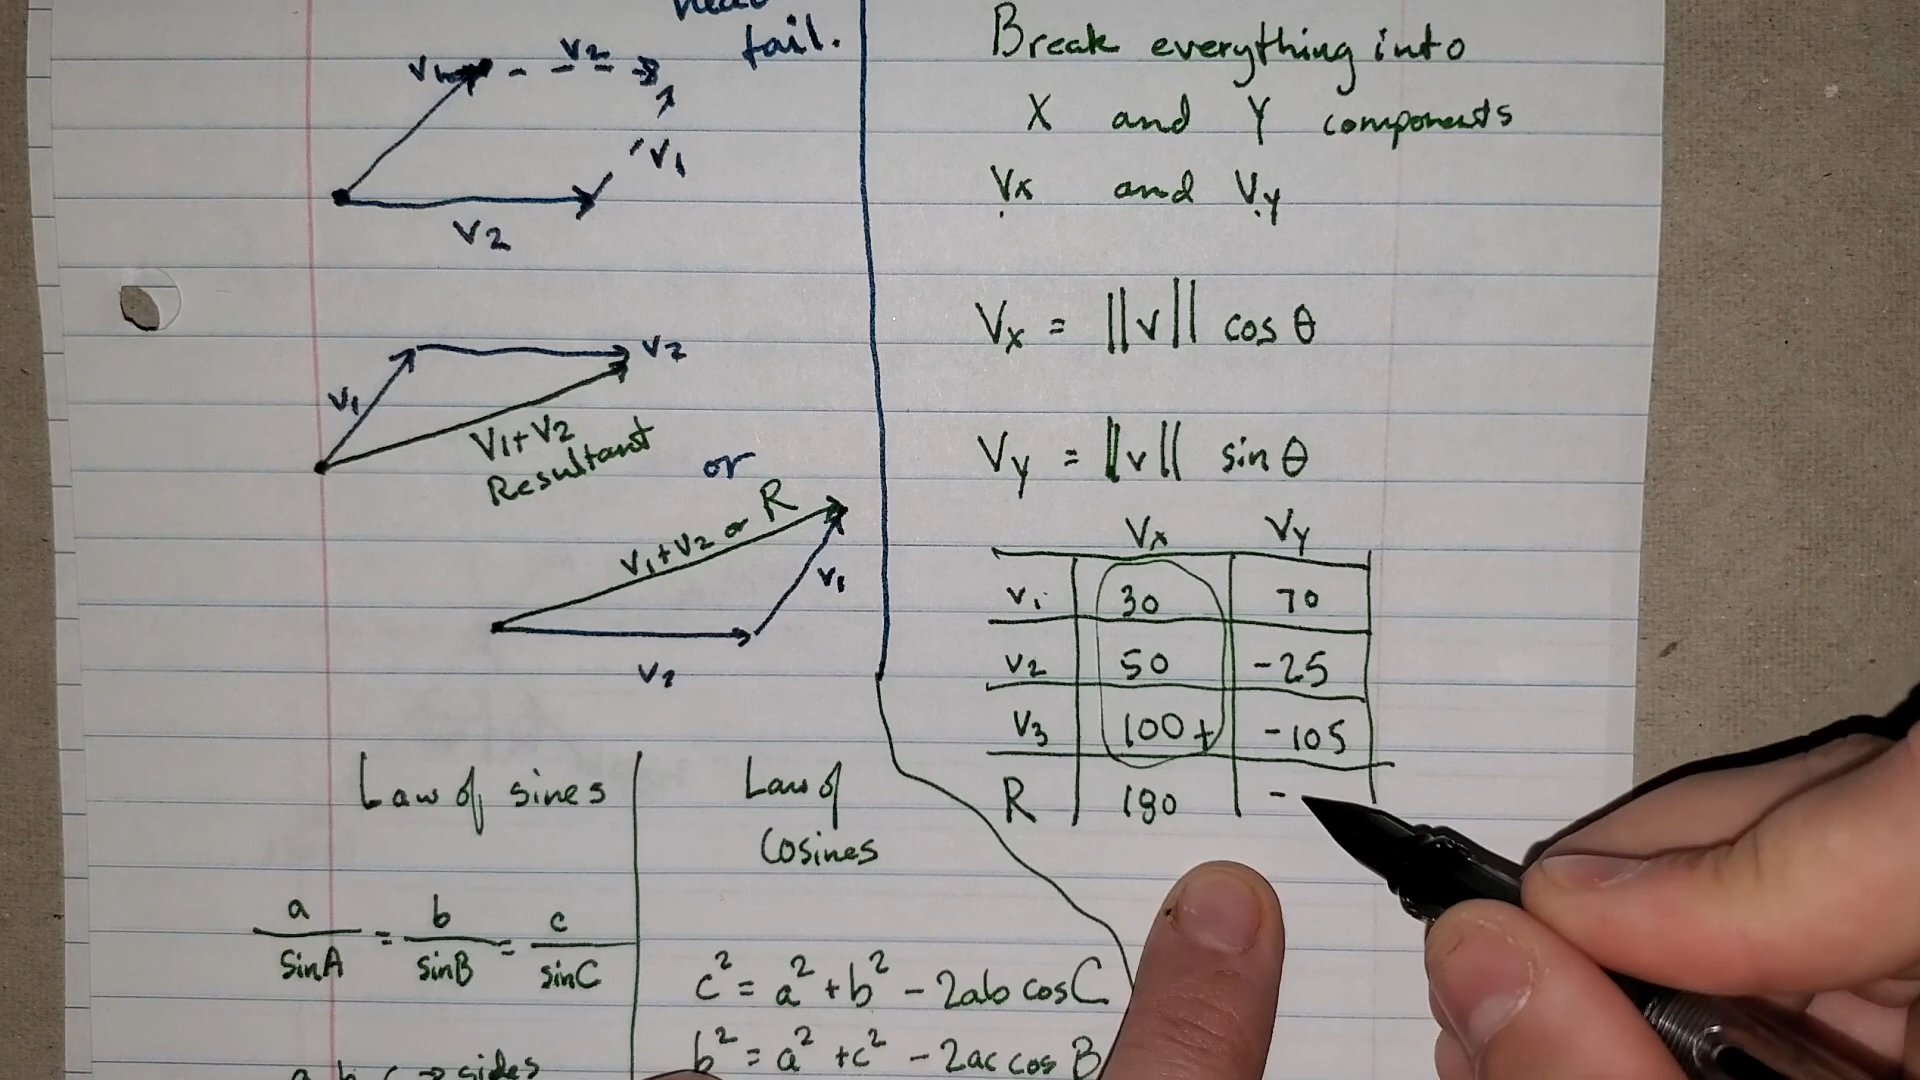 tail.
V2
V1
V2
V1
V2
V1+V2
Resultant
or
V1+V2 or R
V1
V2
Law of sines
a/sinA = b/sinB = c/sinC
sides
Law of
Cosines
c² = a² + b² - 2ab cosC
b² = a² + c² - 2ac cos B
Break everything into
X and Y components
Vx and Vy
Vx = ||v|| cos θ
Vy = ||v|| sin θ
Vx Vy
V1 30 70
V2 50 -25
V3 100+ -105
R 180 -